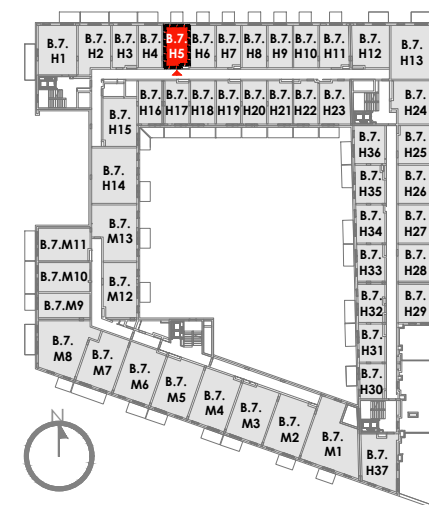 B.7.
H1
B.7.
H2
B.7.
H3
B.7.
H4
B.7.
H5
B.7.
H6
B.7.
H7
B.7.
H8
B.7.
H9
B.7.
H10
B.7.
H11
B.7.
H12
B.7.
H13
B.7.
H16
B.7.
H17
B.7.
H18
B.7.
H19
B.7.
H20
B.7.
H21
B.7.
H22
B.7.
H23
B.7.
H24
B.7.
H15
B.7.
H36
B.7.
H25
B.7.
H14
B.7.
H35
B.7.
H26
B.7.
M13
B.7.
H34
B.7.
H27
B.7.M11
B.7.
H33
B.7.
H28
B.7.M10
B.7.
M12
B.7.
H32
B.7.
H29
B.7.M9
B.7.
M8
B.7.
M7
B.7.
M6
B.7.
M5
B.7.
M4
B.7.
M3
B.7.
M2
B.7.
M1
B.7.
H31
B.7.
H30
B.7.
H37
N